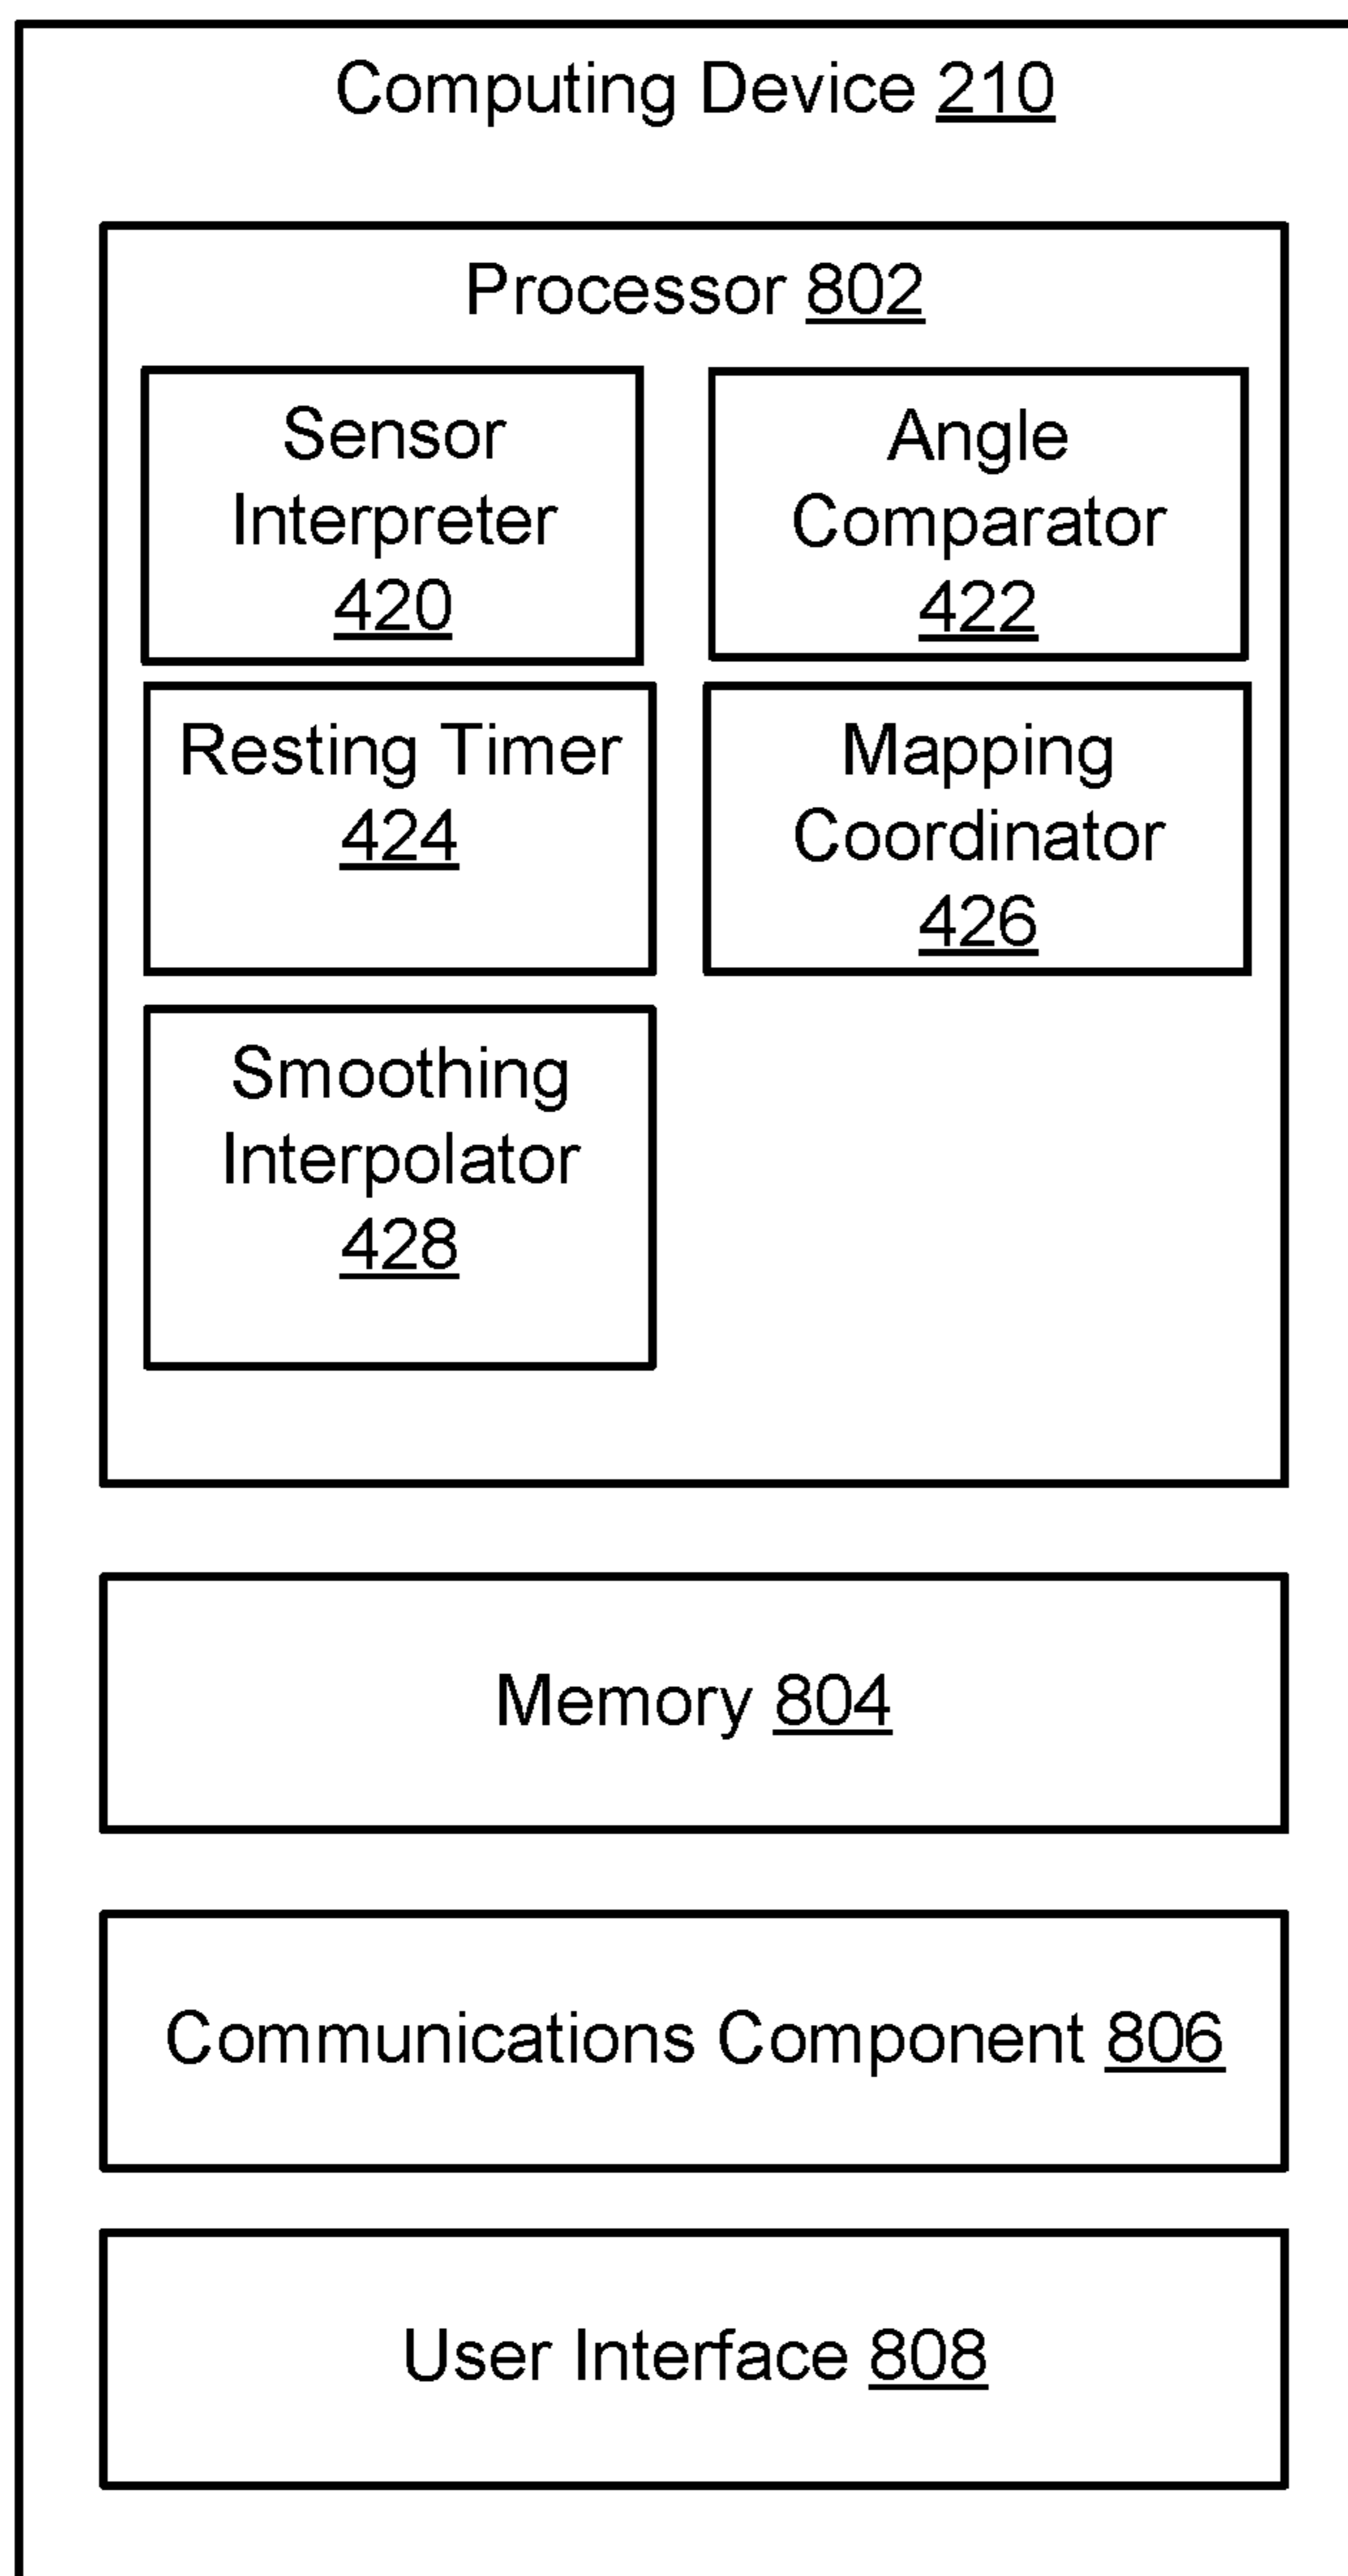 Computing Device 210
Processor 802
Sensor
Interpreter
420
Angle
Comparator
422
Resting Timer
424
Mapping
Coordinator
426
Smoothing
Interpolator
428
Memory 804
Communications Component 806
User Interface 808